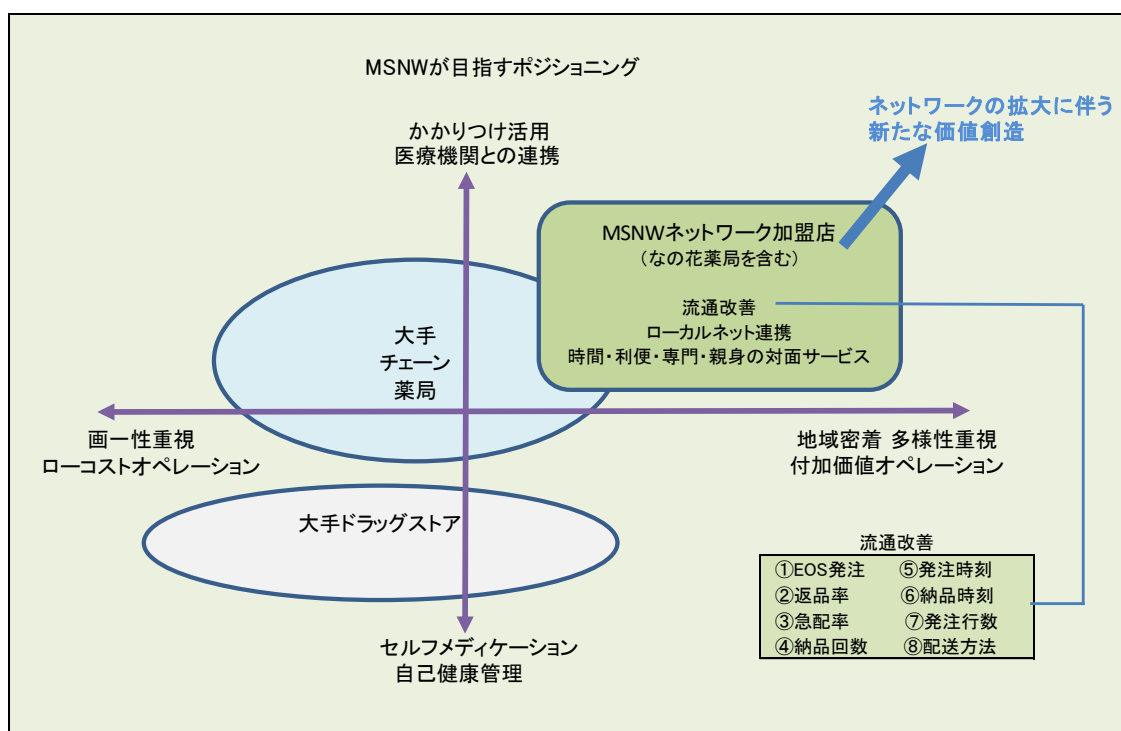 MSNWが目指すポジショニング
ネットワークの拡大に伴う
新たな価値創造
かかりつけ活用
医療機関との連携
MSNWネットワーク加盟店
（なの花薬局を含む）
流通改善
ローカルネット連携
時間・利便・専門・親身の対面サービス
大手
チェーン
薬局
画一性重視
ローコストオペレーション
地域密着 多様性重視
付加価値オペレーション
大手ドラッグストア
流通改善
①EOS発注 ⑤発注時刻
②返品率 ⑥納品時刻
③急配率 ⑦発注行数
④納品回数 ⑧配送方法
セルフメディケーション
自己健康管理